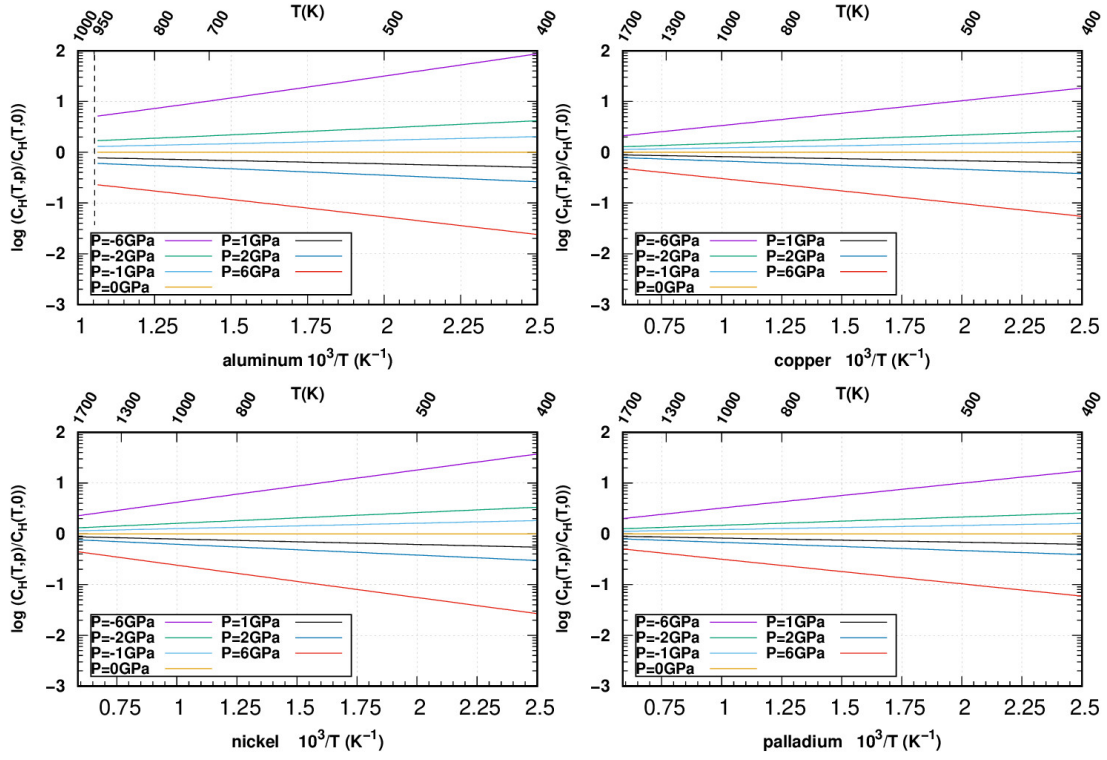 T(K)
1000 950 800 700 500 400
log (C_H(T,p)/C_H(T,0))
2
1
0
−1
−2
−3
P=-6GPa P=1GPa
P=-2GPa P=2GPa
P=-1GPa P=6GPa
P=0GPa
1 1.25 1.5 1.75 2 2.25 2.5
aluminum 10³/T (K⁻¹)
T(K)
1700 1300 1000 800 500 400
log (C_H(T,p)/C_H(T,0))
2
1
0
−1
−2
−3
P=-6GPa P=1GPa
P=-2GPa P=2GPa
P=-1GPa P=6GPa
P=0GPa
0.75 1 1.25 1.5 1.75 2 2.25 2.5
copper 10³/T (K⁻¹)
T(K)
1700 1300 1000 800 500 400
log (C_H(T,p)/C_H(T,0))
2
1
0
−1
−2
−3
P=-6GPa P=1GPa
P=-2GPa P=2GPa
P=-1GPa P=6GPa
P=0GPa
0.75 1 1.25 1.5 1.75 2 2.25 2.5
nickel 10³/T (K⁻¹)
T(K)
1700 1300 1000 800 500 400
log (C_H(T,p)/C_H(T,0))
2
1
0
−1
−2
−3
P=-6GPa P=1GPa
P=-2GPa P=2GPa
P=-1GPa P=6GPa
P=0GPa
0.75 1 1.25 1.5 1.75 2 2.25 2.5
palladium 10³/T (K⁻¹)